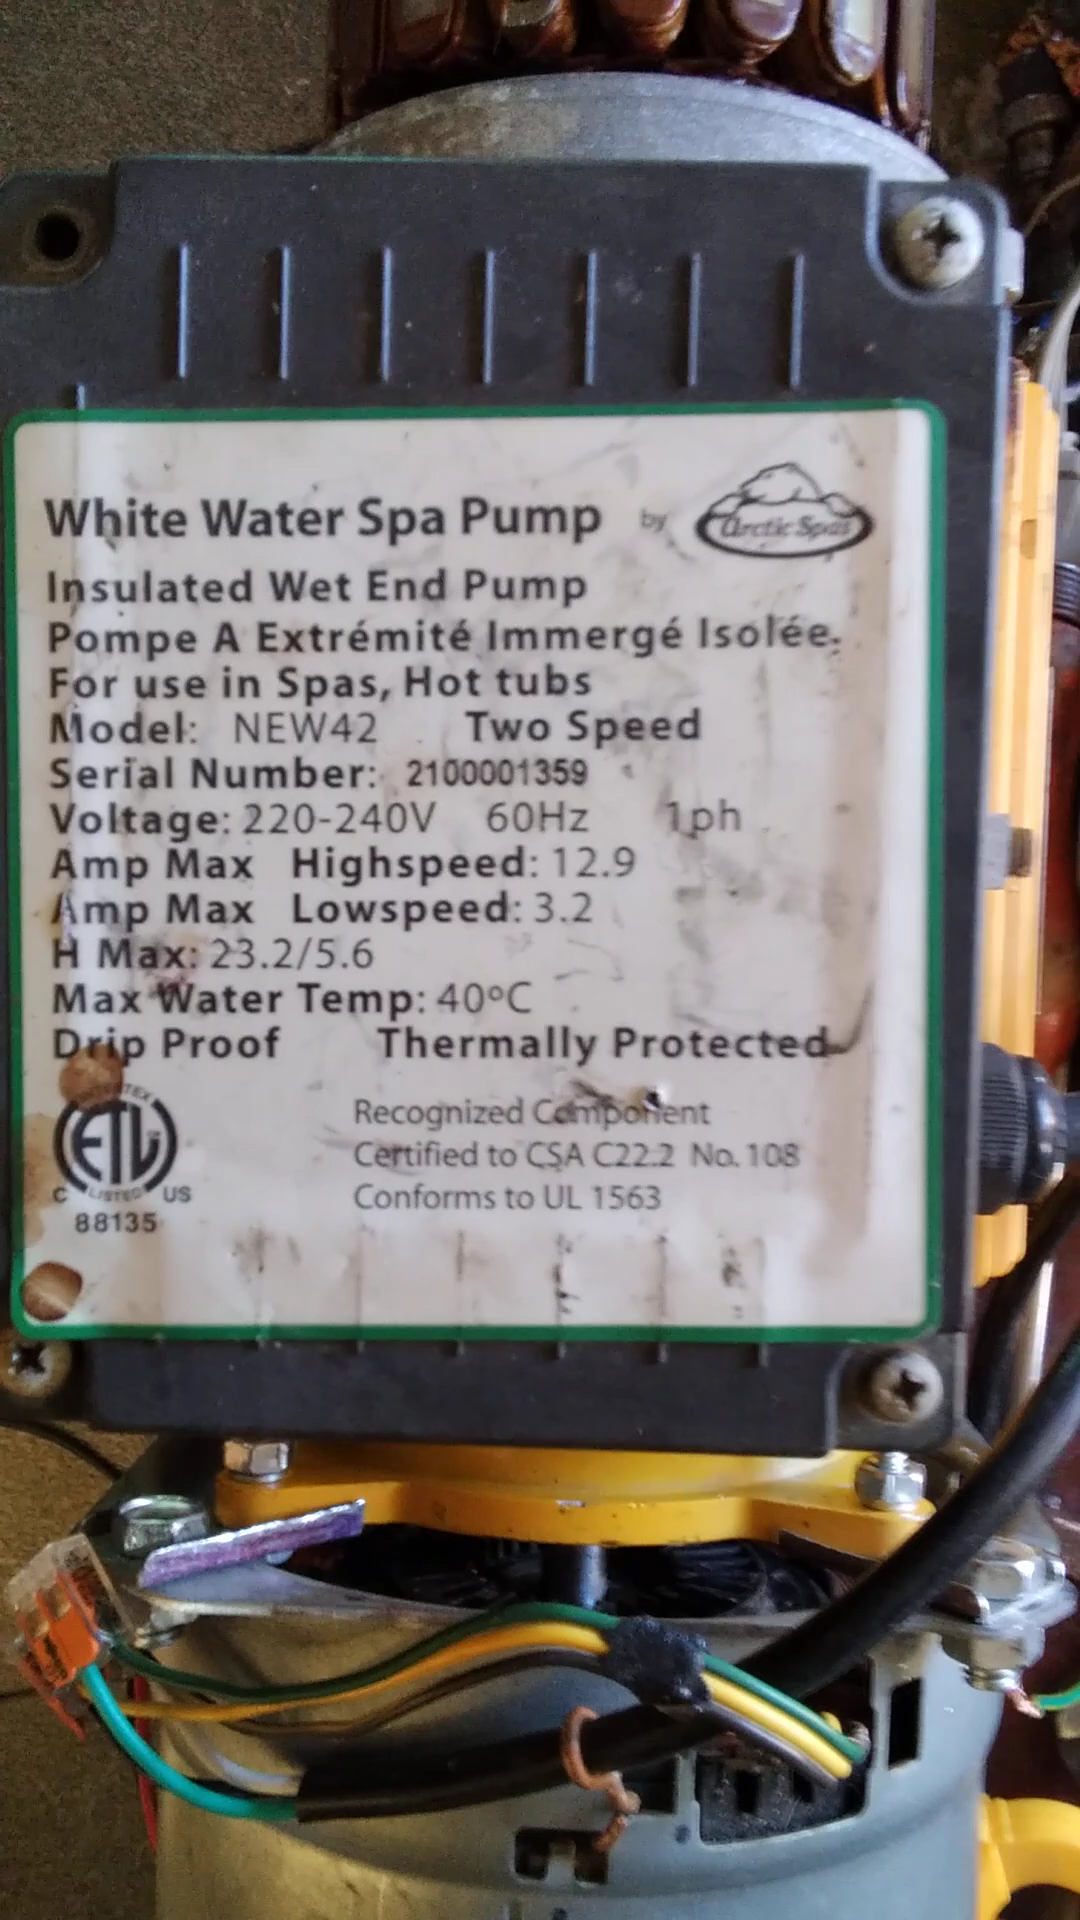 White Water Spa Pump by Arctic Spas
Insulated Wet End Pump
Pompe A Extrémité Immergé Isolée.
For use in Spas, Hot tubs
Model: NEW42 Two Speed
Serial Number: 2100001359
Voltage: 220-240V 60Hz 1ph
Amp Max Highspeed: 12.9
Amp Max Lowspeed: 3.2
H Max: 23.2/5.6
Max Water Temp: 40°C
Drip Proof Thermally Protected
ETL
C LISTED US
88135
Recognized Component
Certified to CSA C22.2 No. 108
Conforms to UL 1563